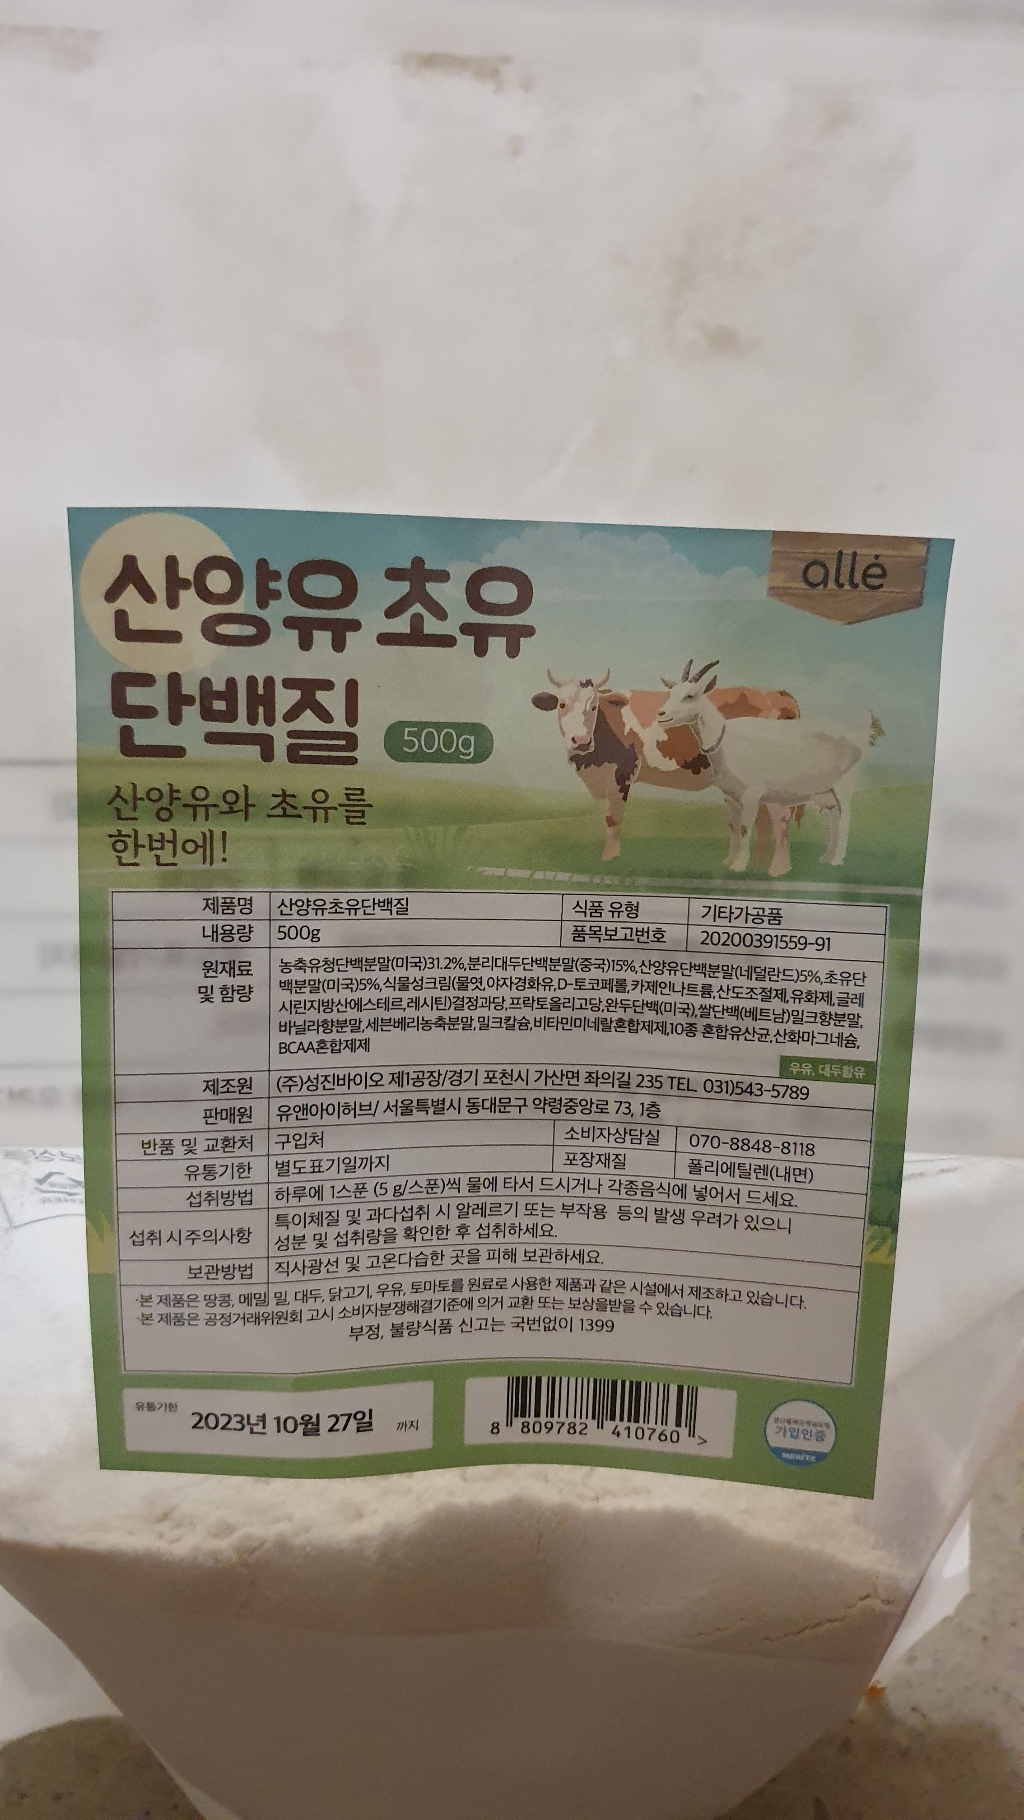 산양유 초유
allé
단백질
500g
산양유와 초유를
한번에!
제품명 산양유초유단백질 식품 유형 기타가공품
내용량 500g 품목보고번호 20200391559-91
원재료 및 함량
농축유청단백분말(미국)31.2%,분리대두단백분말(중국)15%,산양유단백분말(네덜란드)5%,초유단
백분말(미국)5%,식물성크림(물엿,야자경화유,D-토코페롤,카제인나트륨,산도조절제,유화제,글레
시린지방산에스테르,레시틴)결정과당,프락토올리고당,완두단백(미국),쌀단백(베트남)밀크향분말,
바닐라향분말,세븐베리농축분말,밀크칼슘,비타민미네랄혼합제제,10종 혼합유산균,산화마그네슘,
BCAA혼합제제
우유, 대두함유
제조원 (주)성진바이오 제1공장/경기 포천시 가산면 좌의길 235 TEL 031)543-5789
판매원 유앤아이허브/ 서울특별시 동대문구 약령중앙로 73, 1층
반품 및 교환처 구입처 소비자상담실 070-8848-8118
유통기한 별도표기일까지 포장재질 폴리에틸렌(내면)
섭취방법 하루에 1스푼 (5 g/스푼)씩 물에 타서 드시거나 각종음식에 넣어서 드세요.
섭취 시 주의사항 특이체질 및 과다섭취 시 알레르기 또는 부작용 등의 발생 우려가 있으니
성분 및 섭취량을 확인한 후 섭취하세요.
보관방법 직사광선 및 고온다습한 곳을 피해 보관하세요.
·본 제품은 땅콩, 메밀, 밀, 대두, 닭고기, 우유, 토마토를 원료로 사용한 제품과 같은 시설에서 제조하고 있습니다.
·본 제품은 공정거래위원회 고시 소비자분쟁해결기준에 의거 교환 또는 보상을받을 수 있습니다.
부정, 불량식품 신고는 국번없이 1399
유통기한 2023년 10월 27일 까지
8 809782 410760 >
가입인증